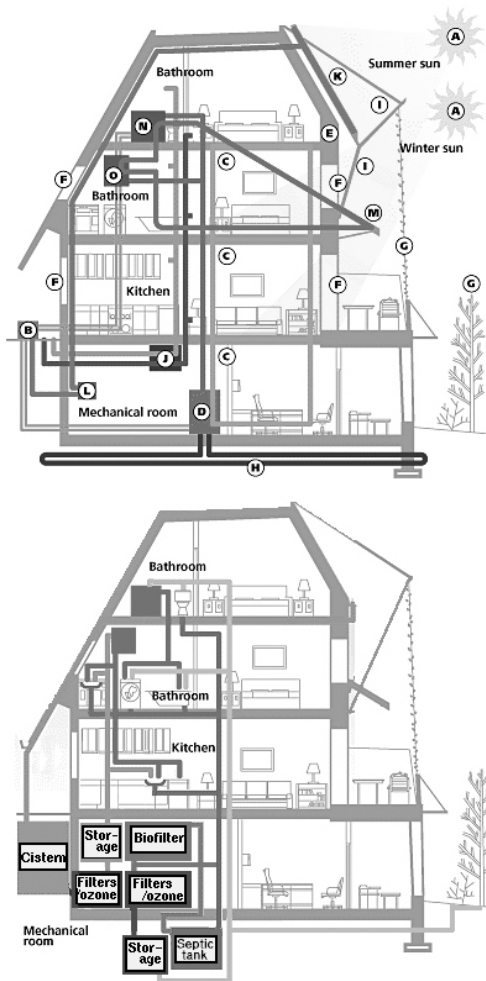 A
Summer sun
K
Bathroom
I
A
N
E
Winter sun
C
I
O
F
F
Bathroom
M
G
C
F
Kitchen
F
G
B
J
C
L
Mechanical room
D
H
Bathroom
Bathroom
Kitchen
Stor-
age
Biofilter
Cistern
Filters
/ozone
Filters
/ozone
Mechanical
room
Stor-
age
Septic
tank